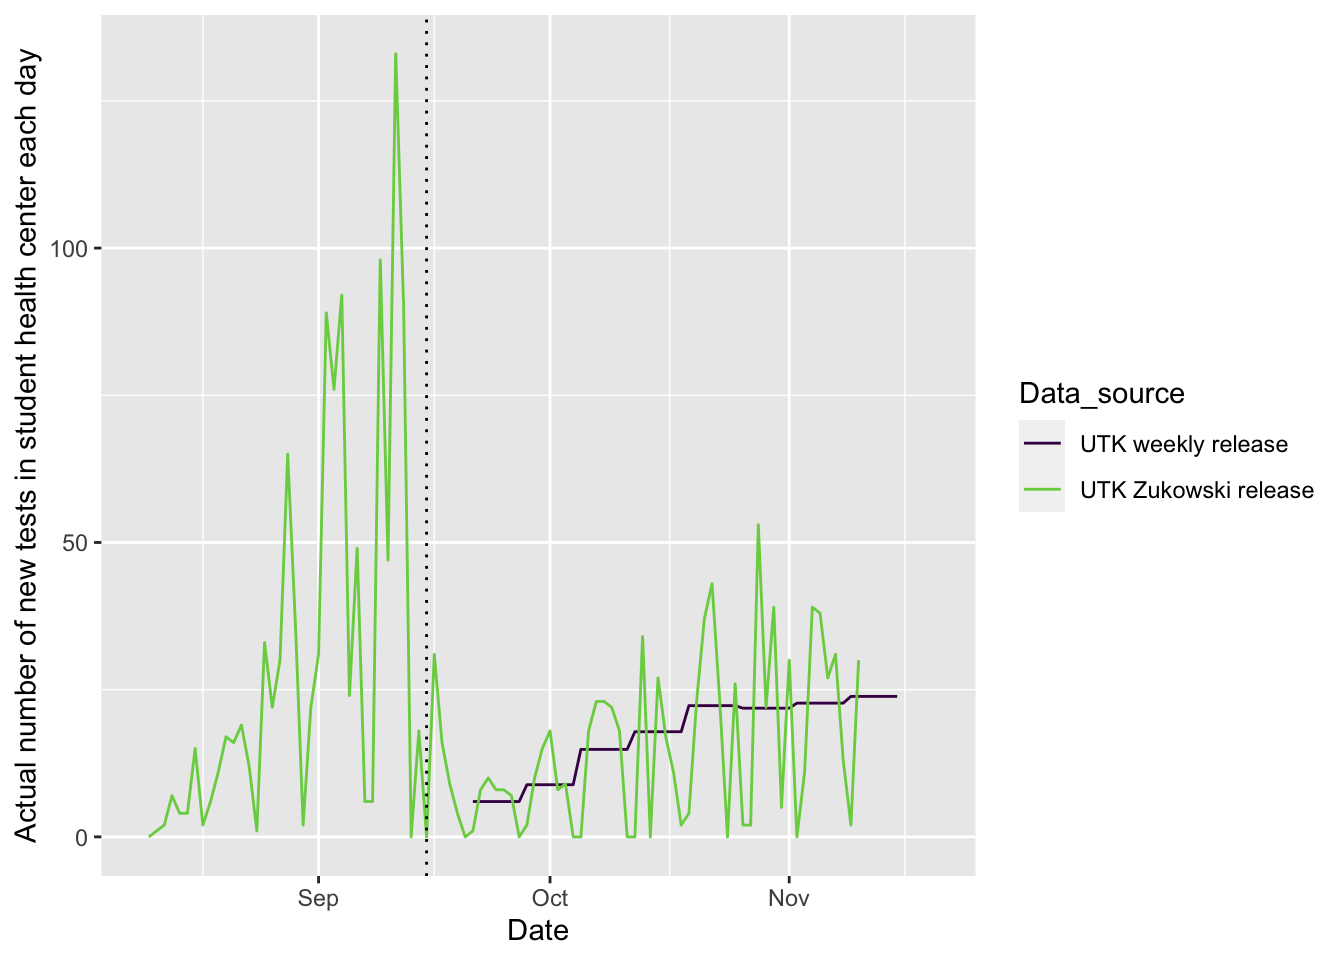 Actual number of new tests in student health center each day
100
50
0
Sep Oct Nov
Date
Data_source
UTK weekly release
UTK Zukowski release